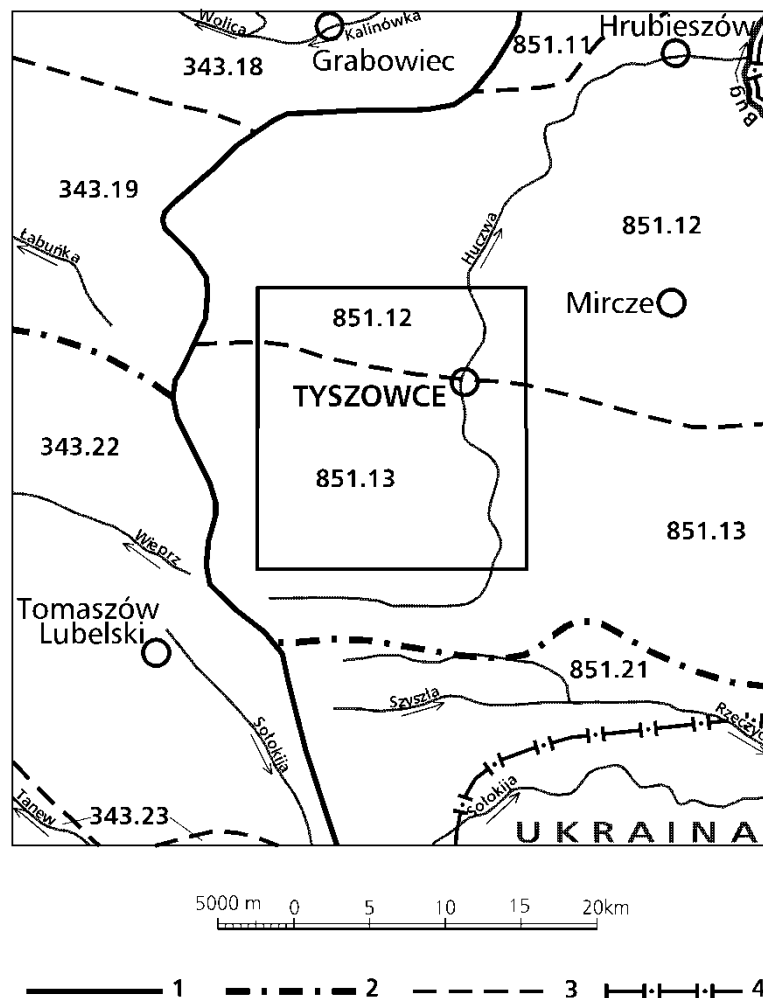 Wolica
Kalinówka
Hrubieszów
851.11
343.18
Grabowiec
Bug
343.19
Huczwa
851.12
Łabuńka
Mircze
851.12
TYSZOWCE
343.22
851.13
851.13
Wieprz
Tomaszów
Lubelski
851.21
Szyszła
Rzeczyc
Sołokija
Sołokija
Tanew
343.23
UKRAINA
5000 m 0 5 10 15 20km
1 2 3 4